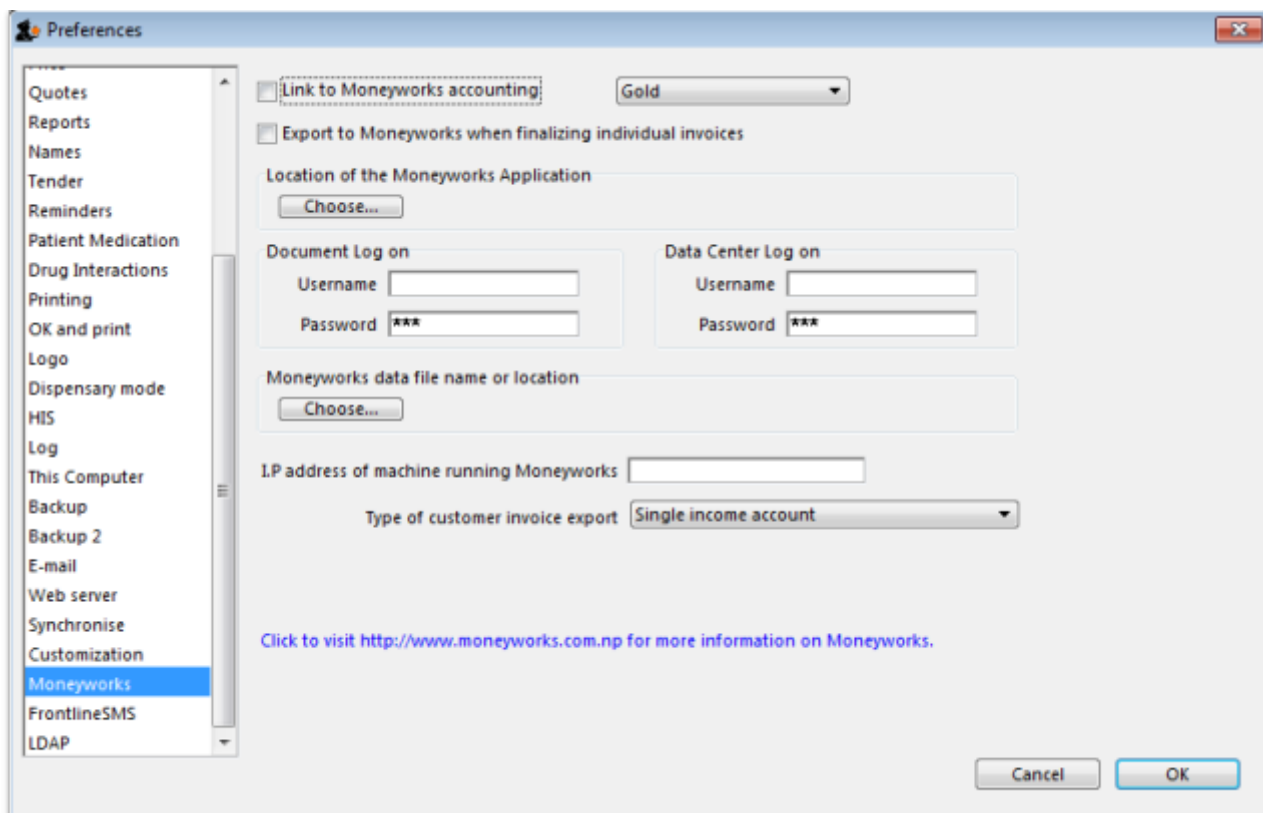 Preferences
Quotes
Reports
Names
Tender
Reminders
Patient Medication
Drug Interactions
Printing
OK and print
Logo
Dispensary mode
HIS
Log
This Computer
Backup
Backup 2
E-mail
Web server
Synchronise
Customization
Moneyworks
FrontlineSMS
LDAP
Link to Moneyworks accounting
Gold
Export to Moneyworks when finalizing individual invoices
Location of the Moneyworks Application
Choose...
Document Log on
Username
Password ***
Data Center Log on
Username
Password ***
Moneyworks data file name or location
Choose...
I.P address of machine running Moneyworks
Type of customer invoice export Single income account
Click to visit http://www.moneyworks.com.np for more information on Moneyworks.
Cancel
OK